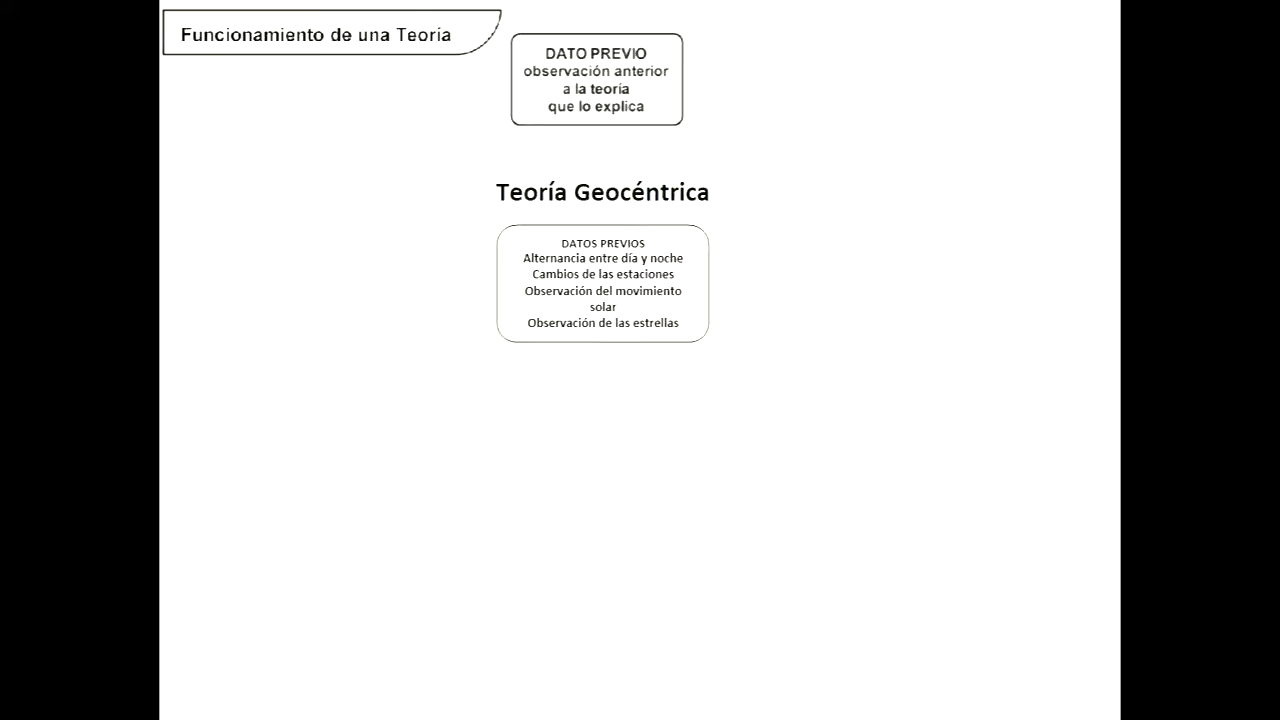 Funcionamiento de una Teoría
DATO PREVIO
observación anterior
a la teoría
que lo explica
Teoría Geocéntrica
DATOS PREVIOS
Alternancia entre día y noche
Cambios de las estaciones
Observación del movimiento
solar
Observación de las estrellas